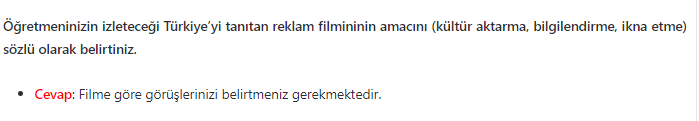 Öğretmeninizin izleteceği Türkiye’yi tanıtan reklam filmininin amacını (kültür aktarma, bilgilendirme, ikna etme)
sözlü olarak belirtiniz.
• Cevap: Filme göre görüşlerinizi belirtmeniz gerekmektedir.